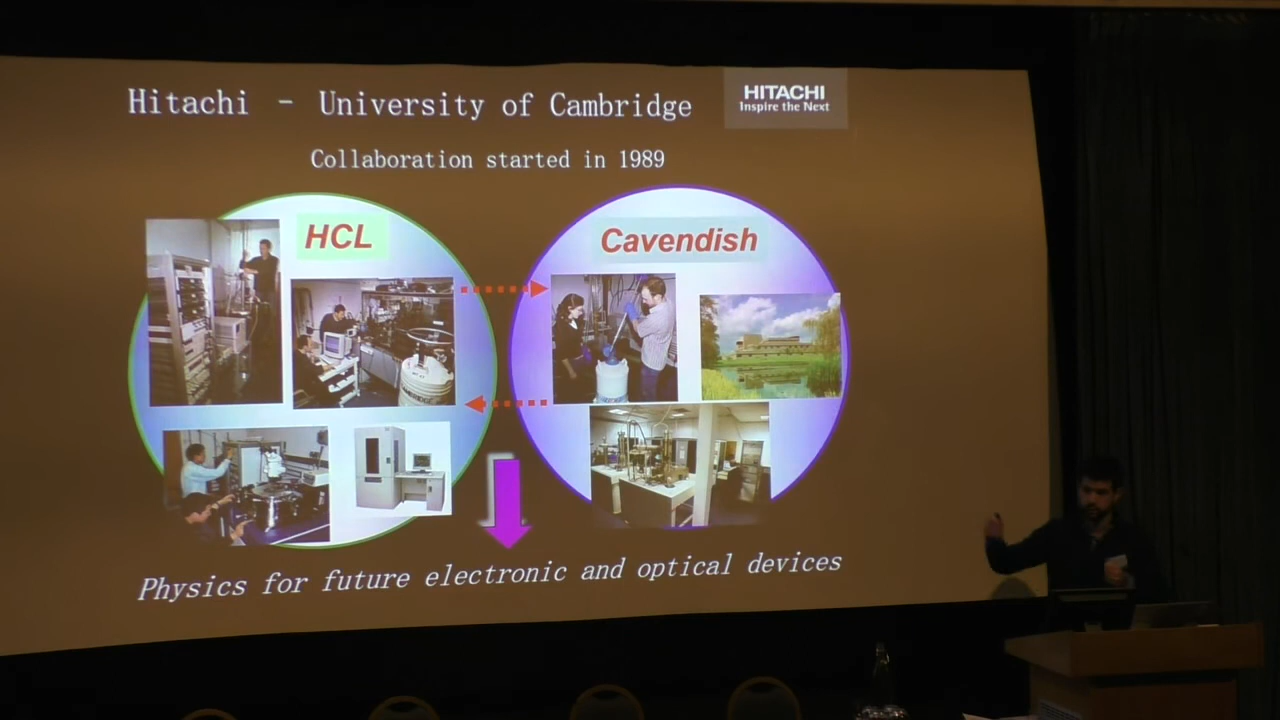 Hitachi - University of Cambridge
HITACHI
Inspire the Next
Collaboration started in 1989
HCL
Cavendish
Physics for future electronic and optical devices